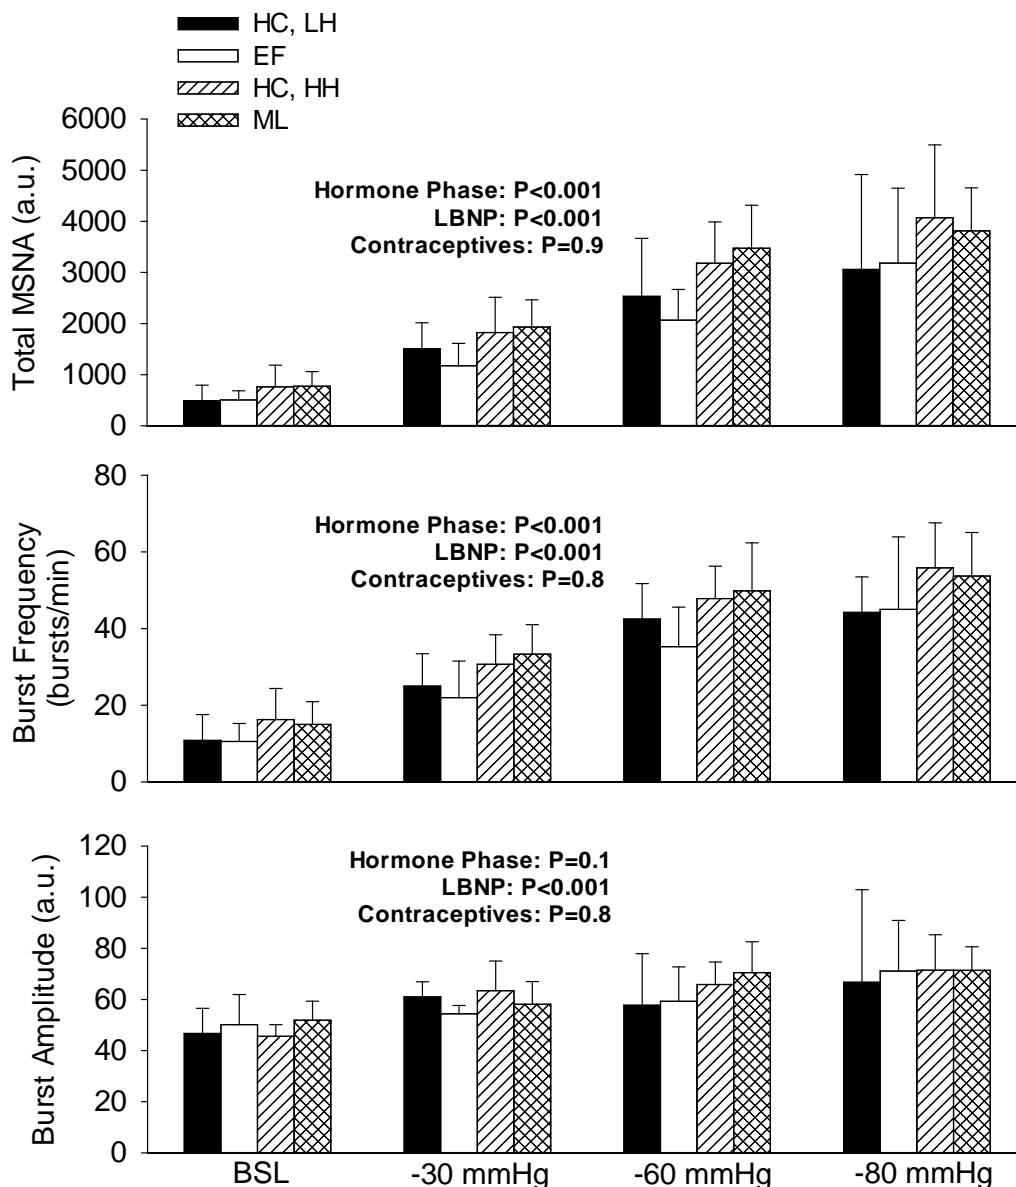 HC, LH
EF
HC, HH
ML
Total MSNA (a.u.)
6000
5000
4000
3000
2000
1000
0
Hormone Phase: P<0.001
LBNP: P<0.001
Contraceptives: P=0.9
Burst Frequency
(bursts/min)
80
60
40
20
0
Hormone Phase: P<0.001
LBNP: P<0.001
Contraceptives: P=0.8
Burst Amplitude (a.u.)
120
100
80
60
40
20
0
Hormone Phase: P=0.1
LBNP: P<0.001
Contraceptives: P=0.8
BSL
-30 mmHg
-60 mmHg
-80 mmHg